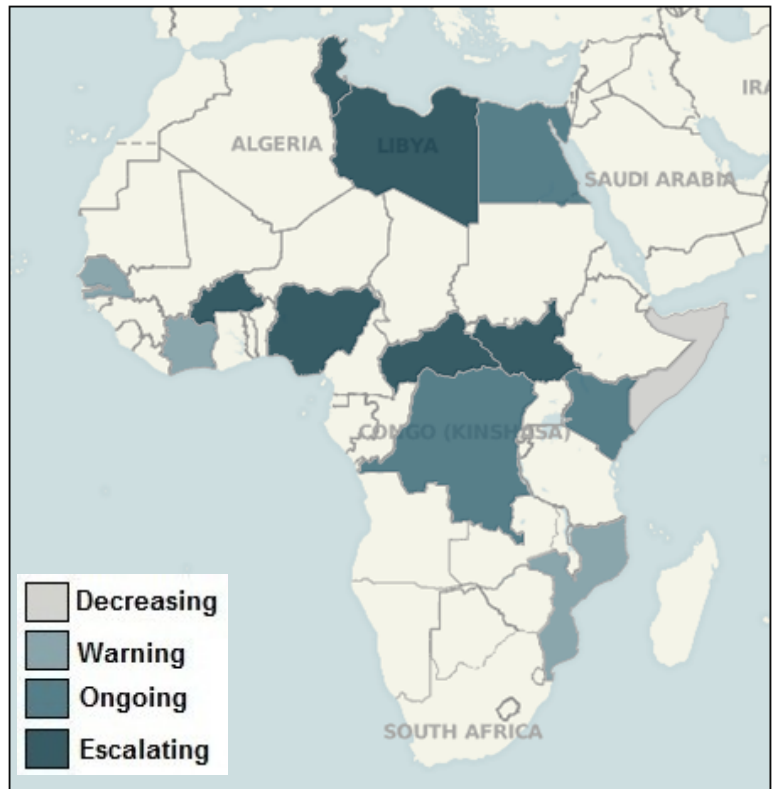 IRA
ALGERIA
LIBYA
SAUDI ARABIA
CONGO (KINSHASA)
Decreasing
Warning
Ongoing
Escalating
SOUTH AFRICA